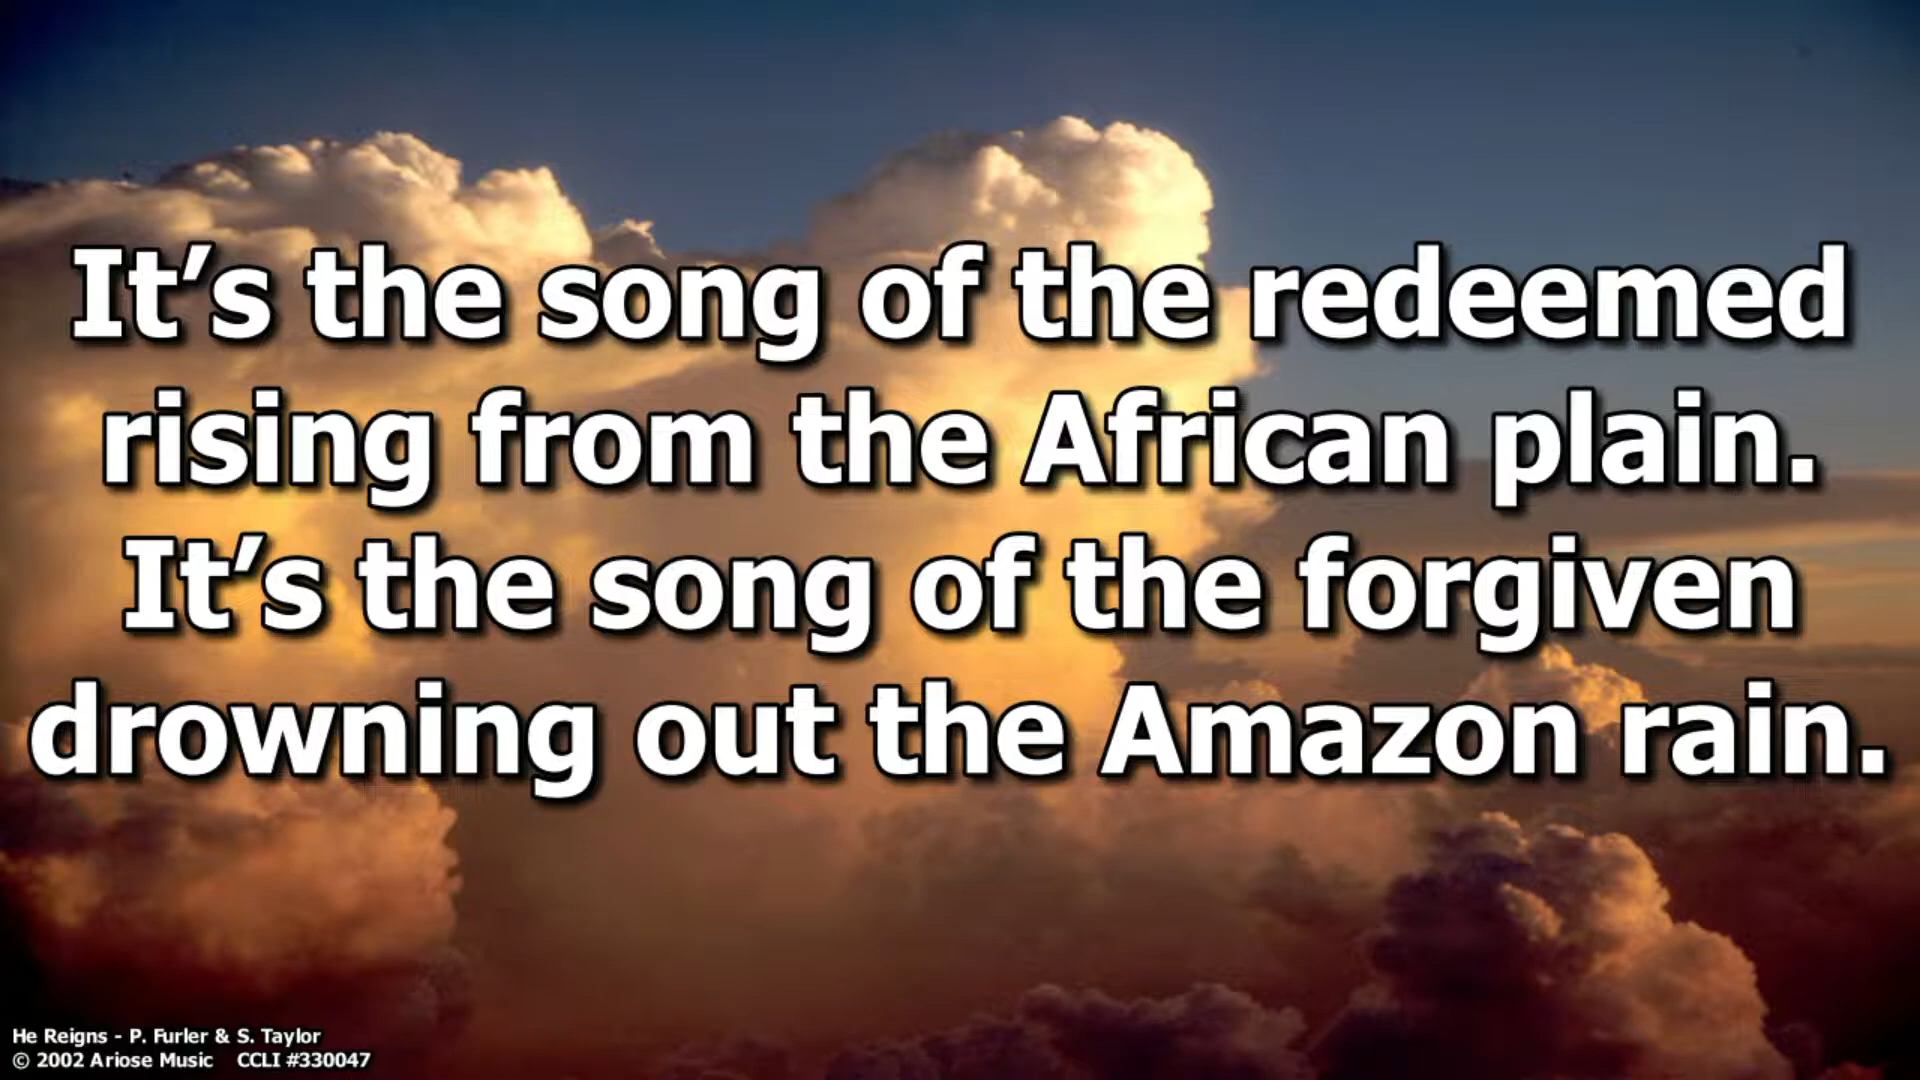 It’s the song of the redeemed
rising from the African plain.
It’s the song of the forgiven
drowning out the Amazon rain.
He Reigns - P. Furler & S. Taylor
© 2002 Ariose Music    CCLI #330047